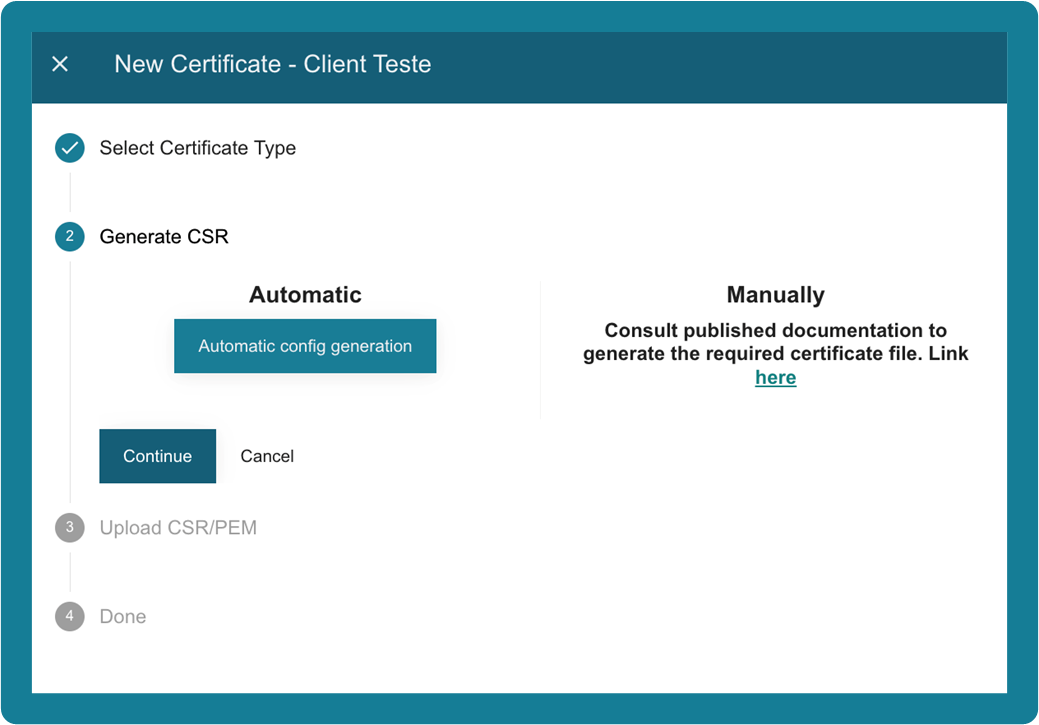 New Certificate - Client Teste
Select Certificate Type
2
Generate CSR
Automatic
Automatic config generation
Manually
Consult published documentation to
generate the required certificate file. Link
here
Continue
Cancel
3
Upload CSR/PEM
4
Done